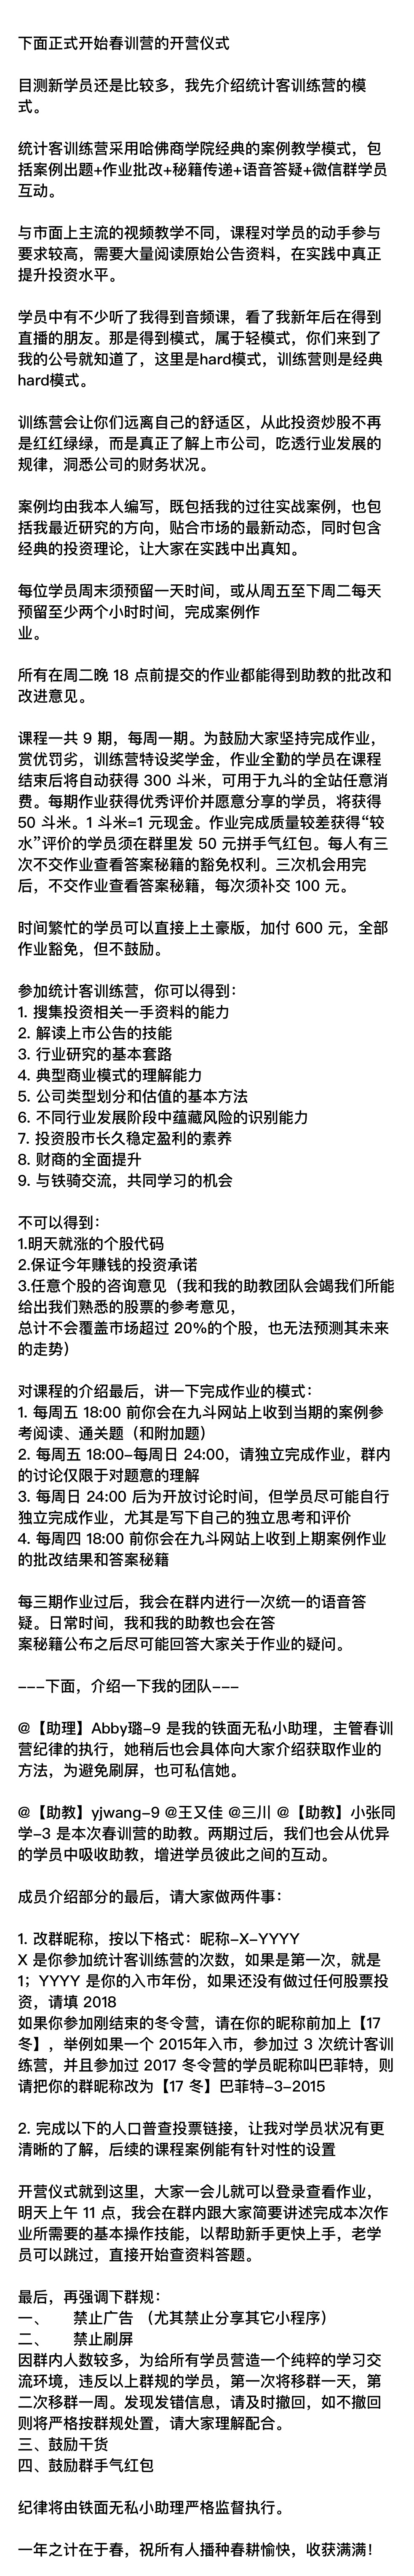 下面正式开始春训营的开营仪式
目测新学员还是比较多，我先介绍统计客训练营的模
式。
统计客训练营采用哈佛商学院经典的案例教学模式，包
括案例出题+作业批改+秘籍传递+语音答疑+微信群学员
互动。
与市面上主流的视频教学不同，课程对学员的动手参与
要求较高，需要大量阅读原始公告资料，在实践中真正
提升投资水平。
学员中有不少听了我得到音频课，看了我新年后在得到
直播的朋友。那是得到模式，属于轻模式，你们来到了
我的公号就知道了，这里是hard模式，训练营则是经典
hard模式。
训练营会让你们远离自己的舒适区，从此投资炒股不再
是红红绿绿，而是真正了解上市公司，吃透行业发展的
规律，洞悉公司的财务状况。
案例均由我本人编写，既包括我的过往实战案例，也包
括我最近研究的方向，贴合市场的最新动态，同时包含
经典的投资理论，让大家在实践中出真知。
每位学员周末须预留一天时间，或从周五至下周二每天
预留至少两个小时时间，完成案例作
业。
所有在周二晚 18 点前提交的作业都能得到助教的批改和
改进意见。
课程一共 9 期，每周一期。为鼓励大家坚持完成作业，
赏优罚劣，训练营特设奖学金，作业全勤的学员在课程
结束后将自动获得 300 斗米，可用于九斗的全站任意消
费。每期作业获得优秀评价并愿意分享的学员，将获得
50 斗米。1 斗米=1 元现金。作业完成质量较差获得“较
水”评价的学员须在群里发 50 元拼手气红包。每人有三
次不交作业查看答案秘籍的豁免权利。三次机会用完
后，不交作业查看答案秘籍，每次须补交 100 元。
时间繁忙的学员可以直接上土豪版，加付 600 元，全部
作业豁免，但不鼓励。
参加统计客训练营，你可以得到：
1. 搜集投资相关一手资料的能力
2. 解读上市公告的技能
3. 行业研究的基本套路
4. 典型商业模式的理解能力
5. 公司类型划分和估值的基本方法
6. 不同行业发展阶段中蕴藏风险的识别能力
7. 投资股市长久稳定盈利的素养
8. 财商的全面提升
9. 与铁骑交流，共同学习的机会
不可以得到：
1.明天就涨的个股代码
2.保证今年赚钱的投资承诺
3.任意个股的咨询意见（我和我的助教团队会竭我们所能
给出我们熟悉的股票的参考意见，
总计不会覆盖市场超过 20%的个股，也无法预测其未来
的走势）
对课程的介绍最后，讲一下完成作业的模式：
1. 每周五 18:00 前你会在九斗网站上收到当期的案例参
考阅读、通关题（和附加题）
2. 每周五 18:00-每周日 24:00，请独立完成作业，群内
的讨论仅限于对题意的理解
3. 每周日 24:00 后为开放讨论时间，但学员尽可能自行
独立完成作业，尤其是写下自己的独立思考和评价
4. 每周四 18:00 前你会在九斗网站上收到上期案例作业
的批改结果和答案秘籍
每三期作业过后，我会在群内进行一次统一的语音答
疑。日常时间，我和我的助教也会在答
案秘籍公布之后尽可能回答大家关于作业的疑问。
---下面，介绍一下我的团队---
@【助理】Abby璐-9 是我的铁面无私小助理，主管春训
营纪律的执行，她稍后也会具体向大家介绍获取作业的
方法，为避免刷屏，也可私信她。
@【助教】yjwang-9 @王又佳 @三川 @【助教】小张同
学-3 是本次春训营的助教。两期过后，我们也会从优异
的学员中吸收助教，增进学员彼此之间的互动。
成员介绍部分的最后，请大家做两件事：
1. 改群昵称，按以下格式：昵称-X-YYYY
X 是你参加统计客训练营的次数，如果是第一次，就是
1；YYYY 是你的入市年份，如果还没有做过任何股票投
资，请填 2018
如果你参加刚结束的冬令营，请在你的昵称前加上【17
冬】，举例如果一个 2015年入市，参加过 3 次统计客训
练营，并且参加过 2017 冬令营的学员昵称叫巴菲特，则
请把你的群昵称改为【17 冬】巴菲特-3-2015
2. 完成以下的人口普查投票链接，让我对学员状况有更
清晰的了解，后续的课程案例能有针对性的设置
开营仪式就到这里，大家一会儿就可以登录查看作业，
明天上午 11 点，我会在群内跟大家简要讲述完成本次作
业所需要的基本操作技能，以帮助新手更快上手，老学
员可以跳过，直接开始查资料答题。
最后，再强调下群规：
一、 禁止广告 （尤其禁止分享其它小程序）
二、 禁止刷屏
因群内人数较多，为给所有学员营造一个纯粹的学习交
流环境，违反以上群规的学员，第一次将移群一天，第
二次移群一周。发现发错信息，请及时撤回，如不撤回
则将严格按群规处置，请大家理解配合。
三、鼓励干货
四、鼓励群手气红包
纪律将由铁面无私小助理严格监督执行。
一年之计在于春，祝所有人播种春耕愉快，收获满满！